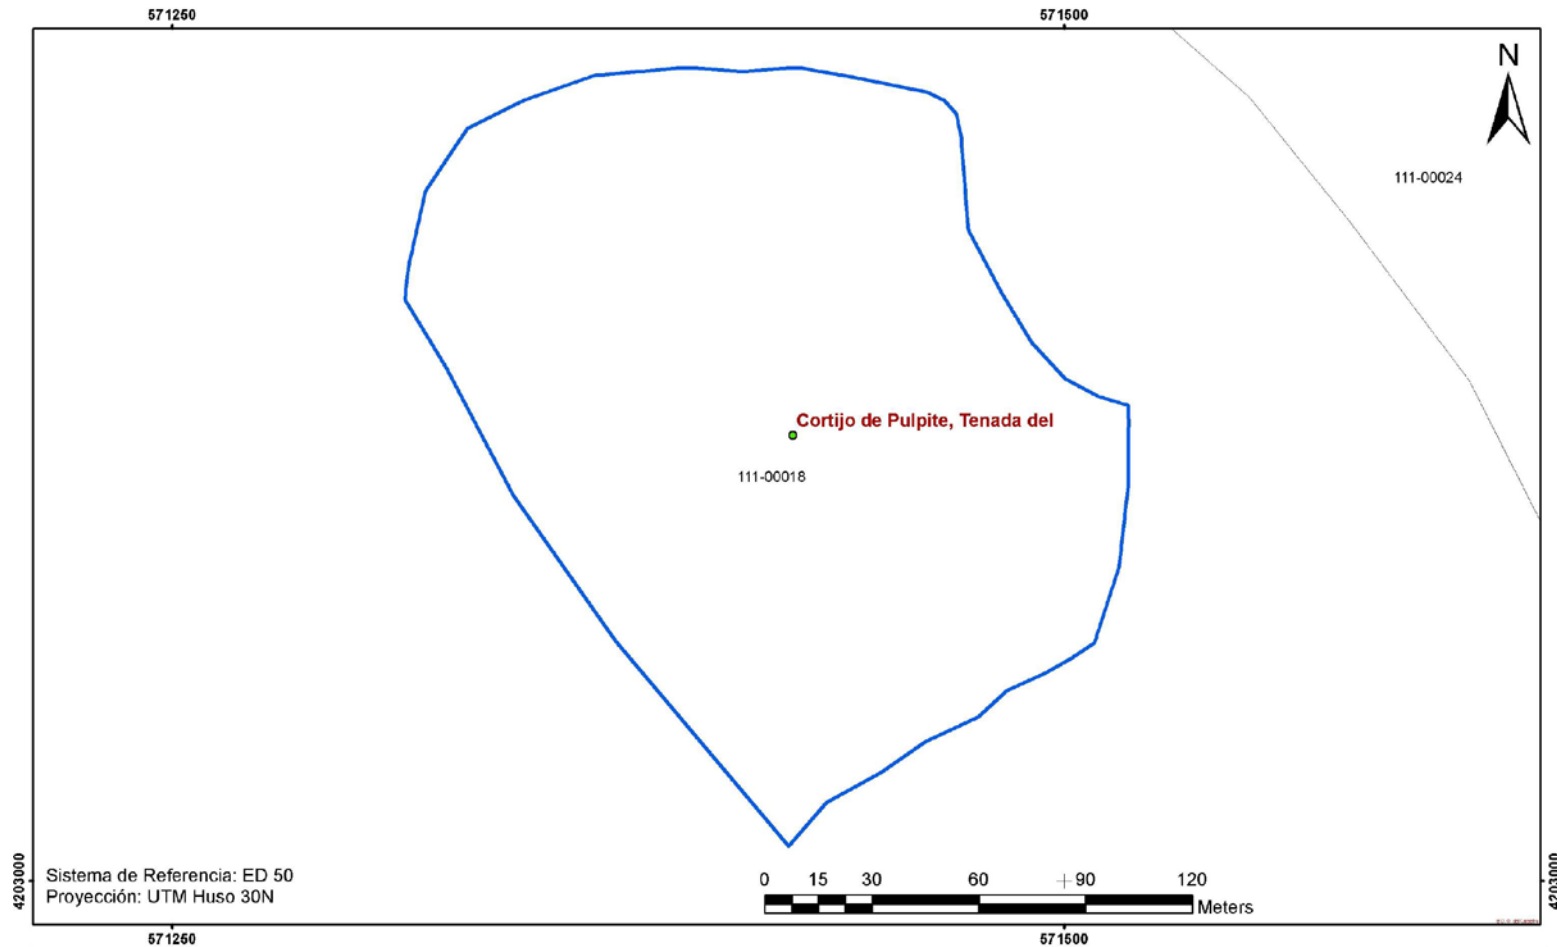 571250
571500
N
111-00024
Cortijo de Pulpite, Tenada del
111-00018
4203000
4203000
Sistema de Referencia: ED 50
Proyección: UTM Huso 30N
0 15 30 60 90 120
Meters
571250
571500